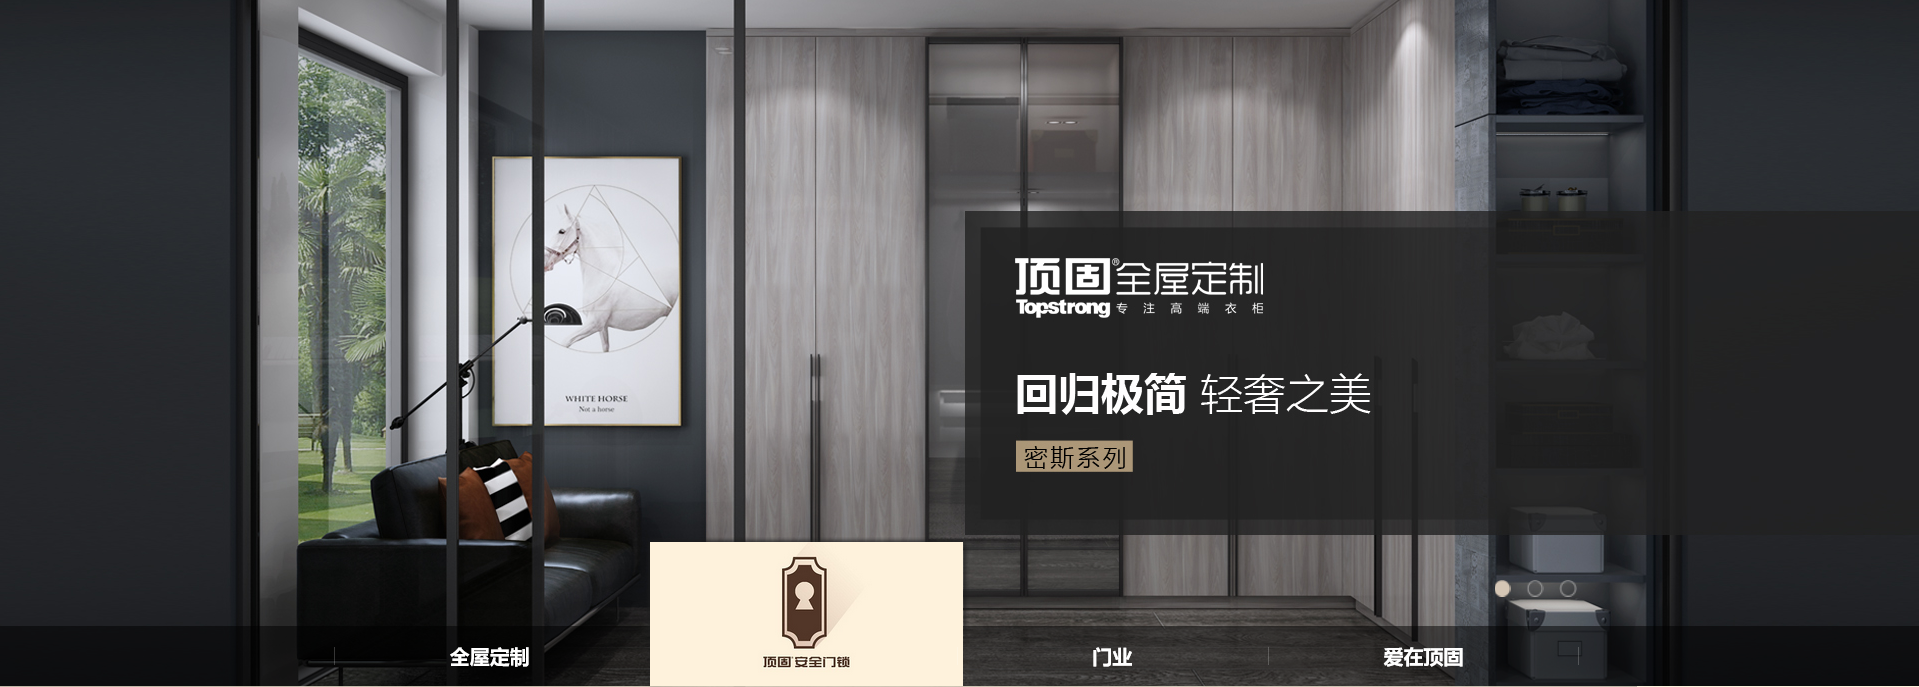 WHITE HORSE
Not a horse
顶固®全屋定制
Topstrong 专注高端衣柜
回归极简 轻奢之美
密斯系列
顶固 安全门锁
全屋定制
门业
爱在顶固